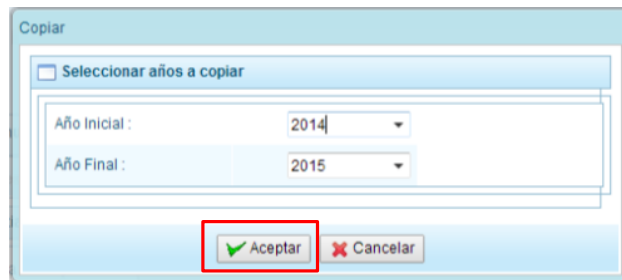 Copiar
Seleccionar años a copiar
Año Inicial : 2014
Año Final : 2015
Aceptar Cancelar